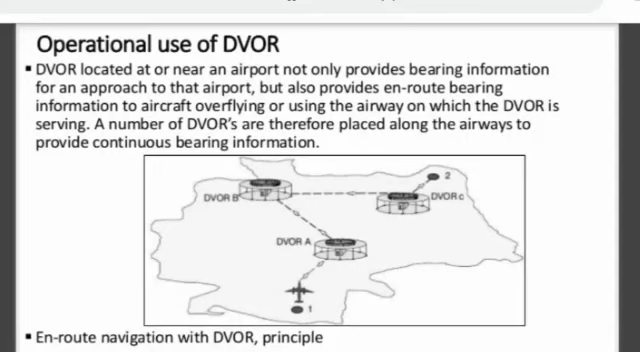 Operational use of DVOR
▪ DVOR located at or near an airport not only provides bearing information
for an approach to that airport, but also provides en-route bearing
information to aircraft overflying or using the airway on which the DVOR is
serving. A number of DVOR's are therefore placed along the airways to
provide continuous bearing information.
2
DVOR B
DVOR C
DVOR A
1
▪ En-route navigation with DVOR, principle